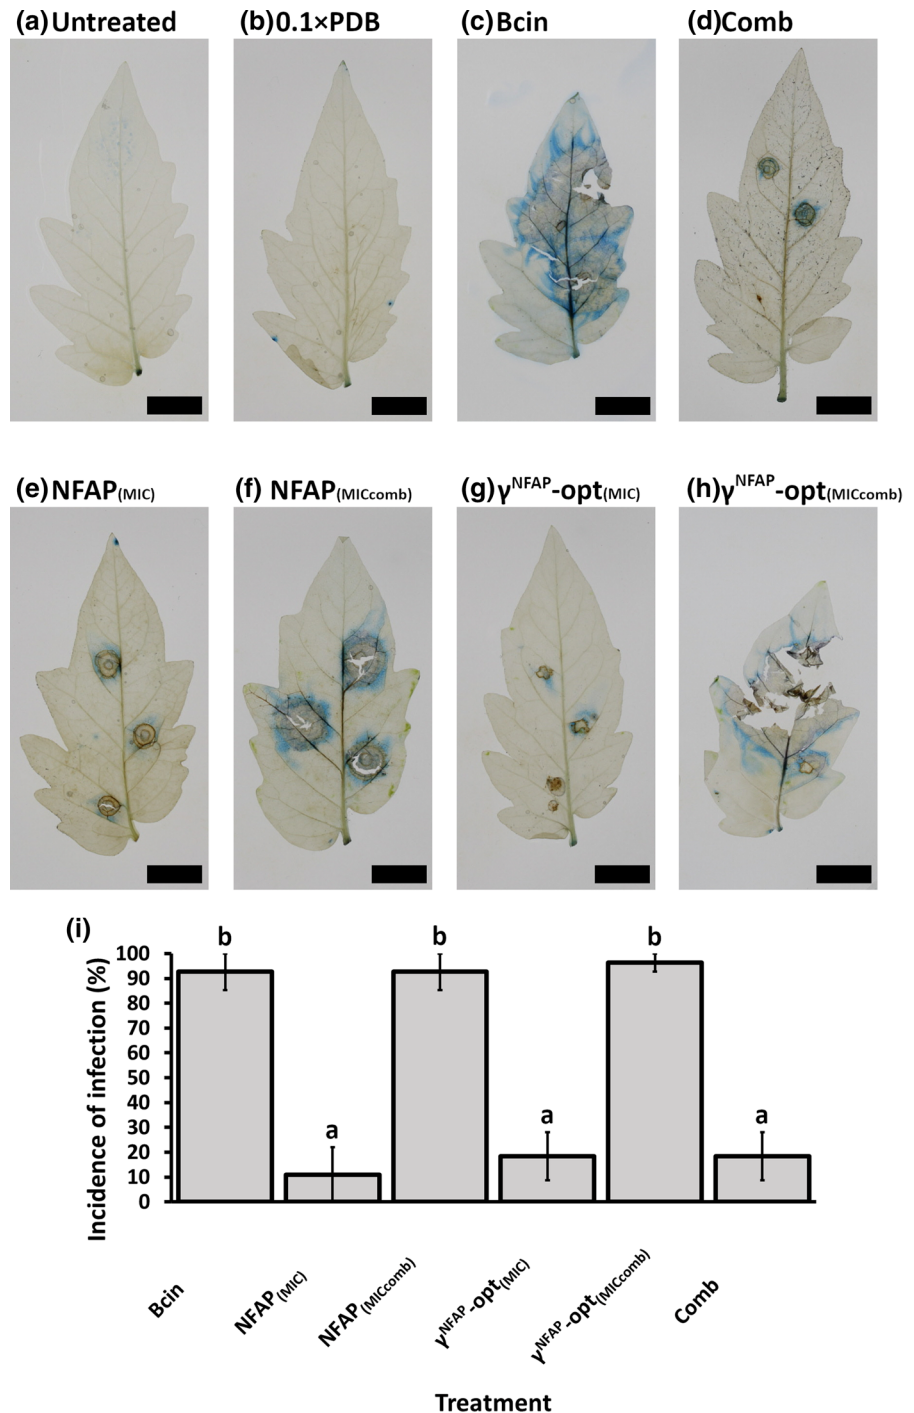 (a) Untreated (b) 0.1×PDB (c) Bcin (d) Comb
(e) NFAP(MIC) (f) NFAP(MICcomb) (g) γNFAP-opt(MIC) (h) γNFAP-opt(MICcomb)
(i)
b b b
100
90
80
70
60
50
40
30
20
10
0
a a a
Incidence of infection (%)
Bcin NFAP(MIC) NFAP(MICcomb) γNFAP-opt(MIC) γNFAP-opt(MICcomb) Comb
Treatment